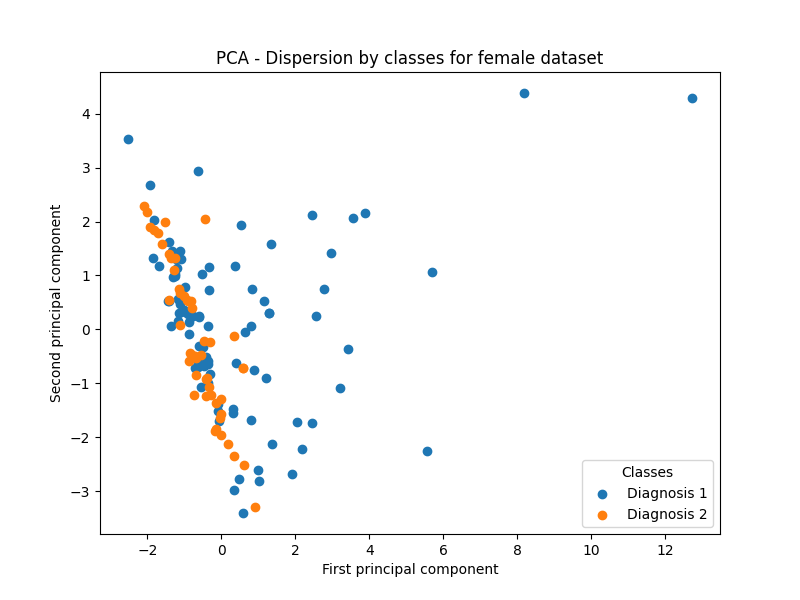 PCA - Dispersion by classes for female dataset
4
3
2
1
0
−1
−2
−3
Second principal component
−2
0
2
4
6
8
10
12
First principal component
Classes
Diagnosis 1
Diagnosis 2